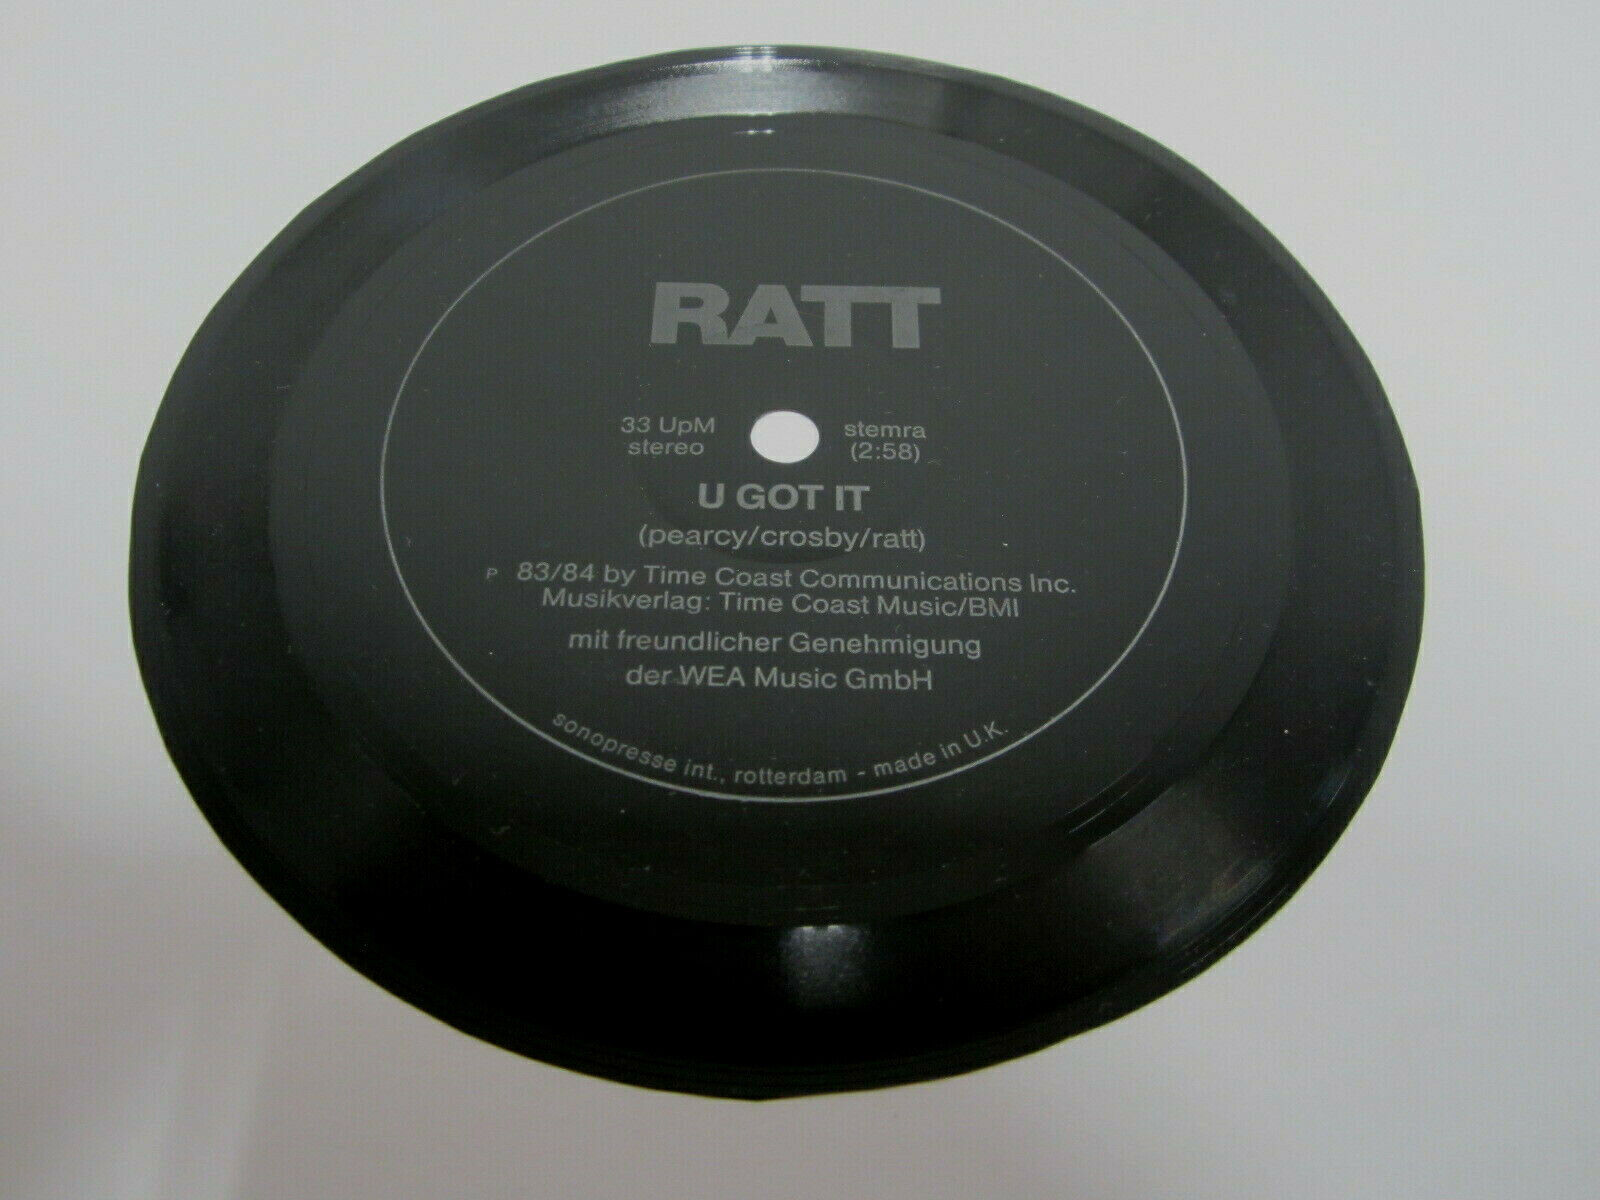 RATT
33 UpM
stereo
stemra
(2:58)
U GOT IT
(pearcy/crosby/ratt)
P 83/84 by Time Coast Communications Inc.
Musikverlag: Time Coast Music/BMI
mit freundlicher Genehmigung
der WEA Music GmbH
sonopresse int., rotterdam - made in U.K.